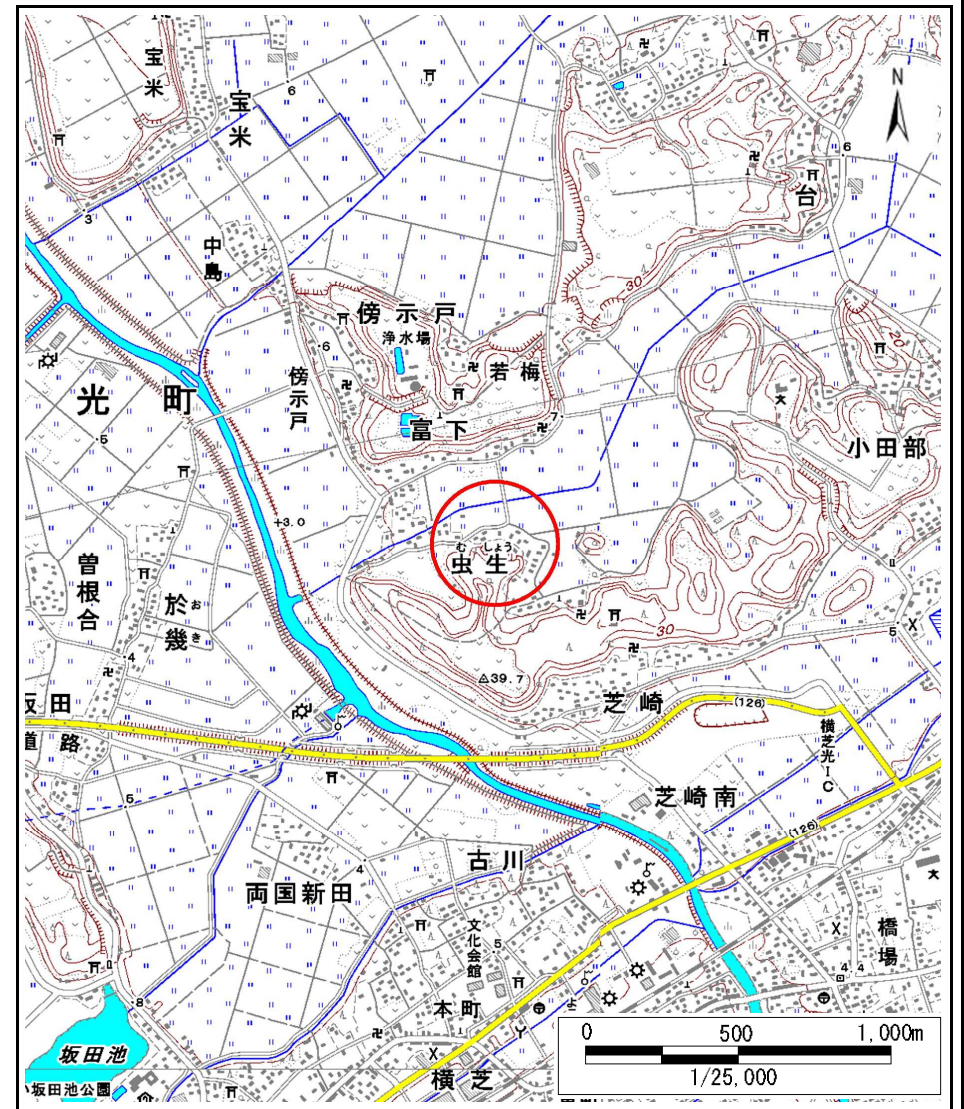 宝米
宝米
6
N
3
中島
台
6
30
20
傍示戸
浄水場
6
若梅
傍示戸
富下
7
光町
5
小田部
+3.0
むしょう
虫生
曽根合
於幾
おき
30
4
5
△39.7
芝崎
坂田
(126)
道路
横芝光IC
5
芝崎南
(126)
古川
両国新田
4
文化会館
5
橋場
4 4
8
本町
坂田池
横芝
坂田池公園
0 500 1,000m
1/25,000